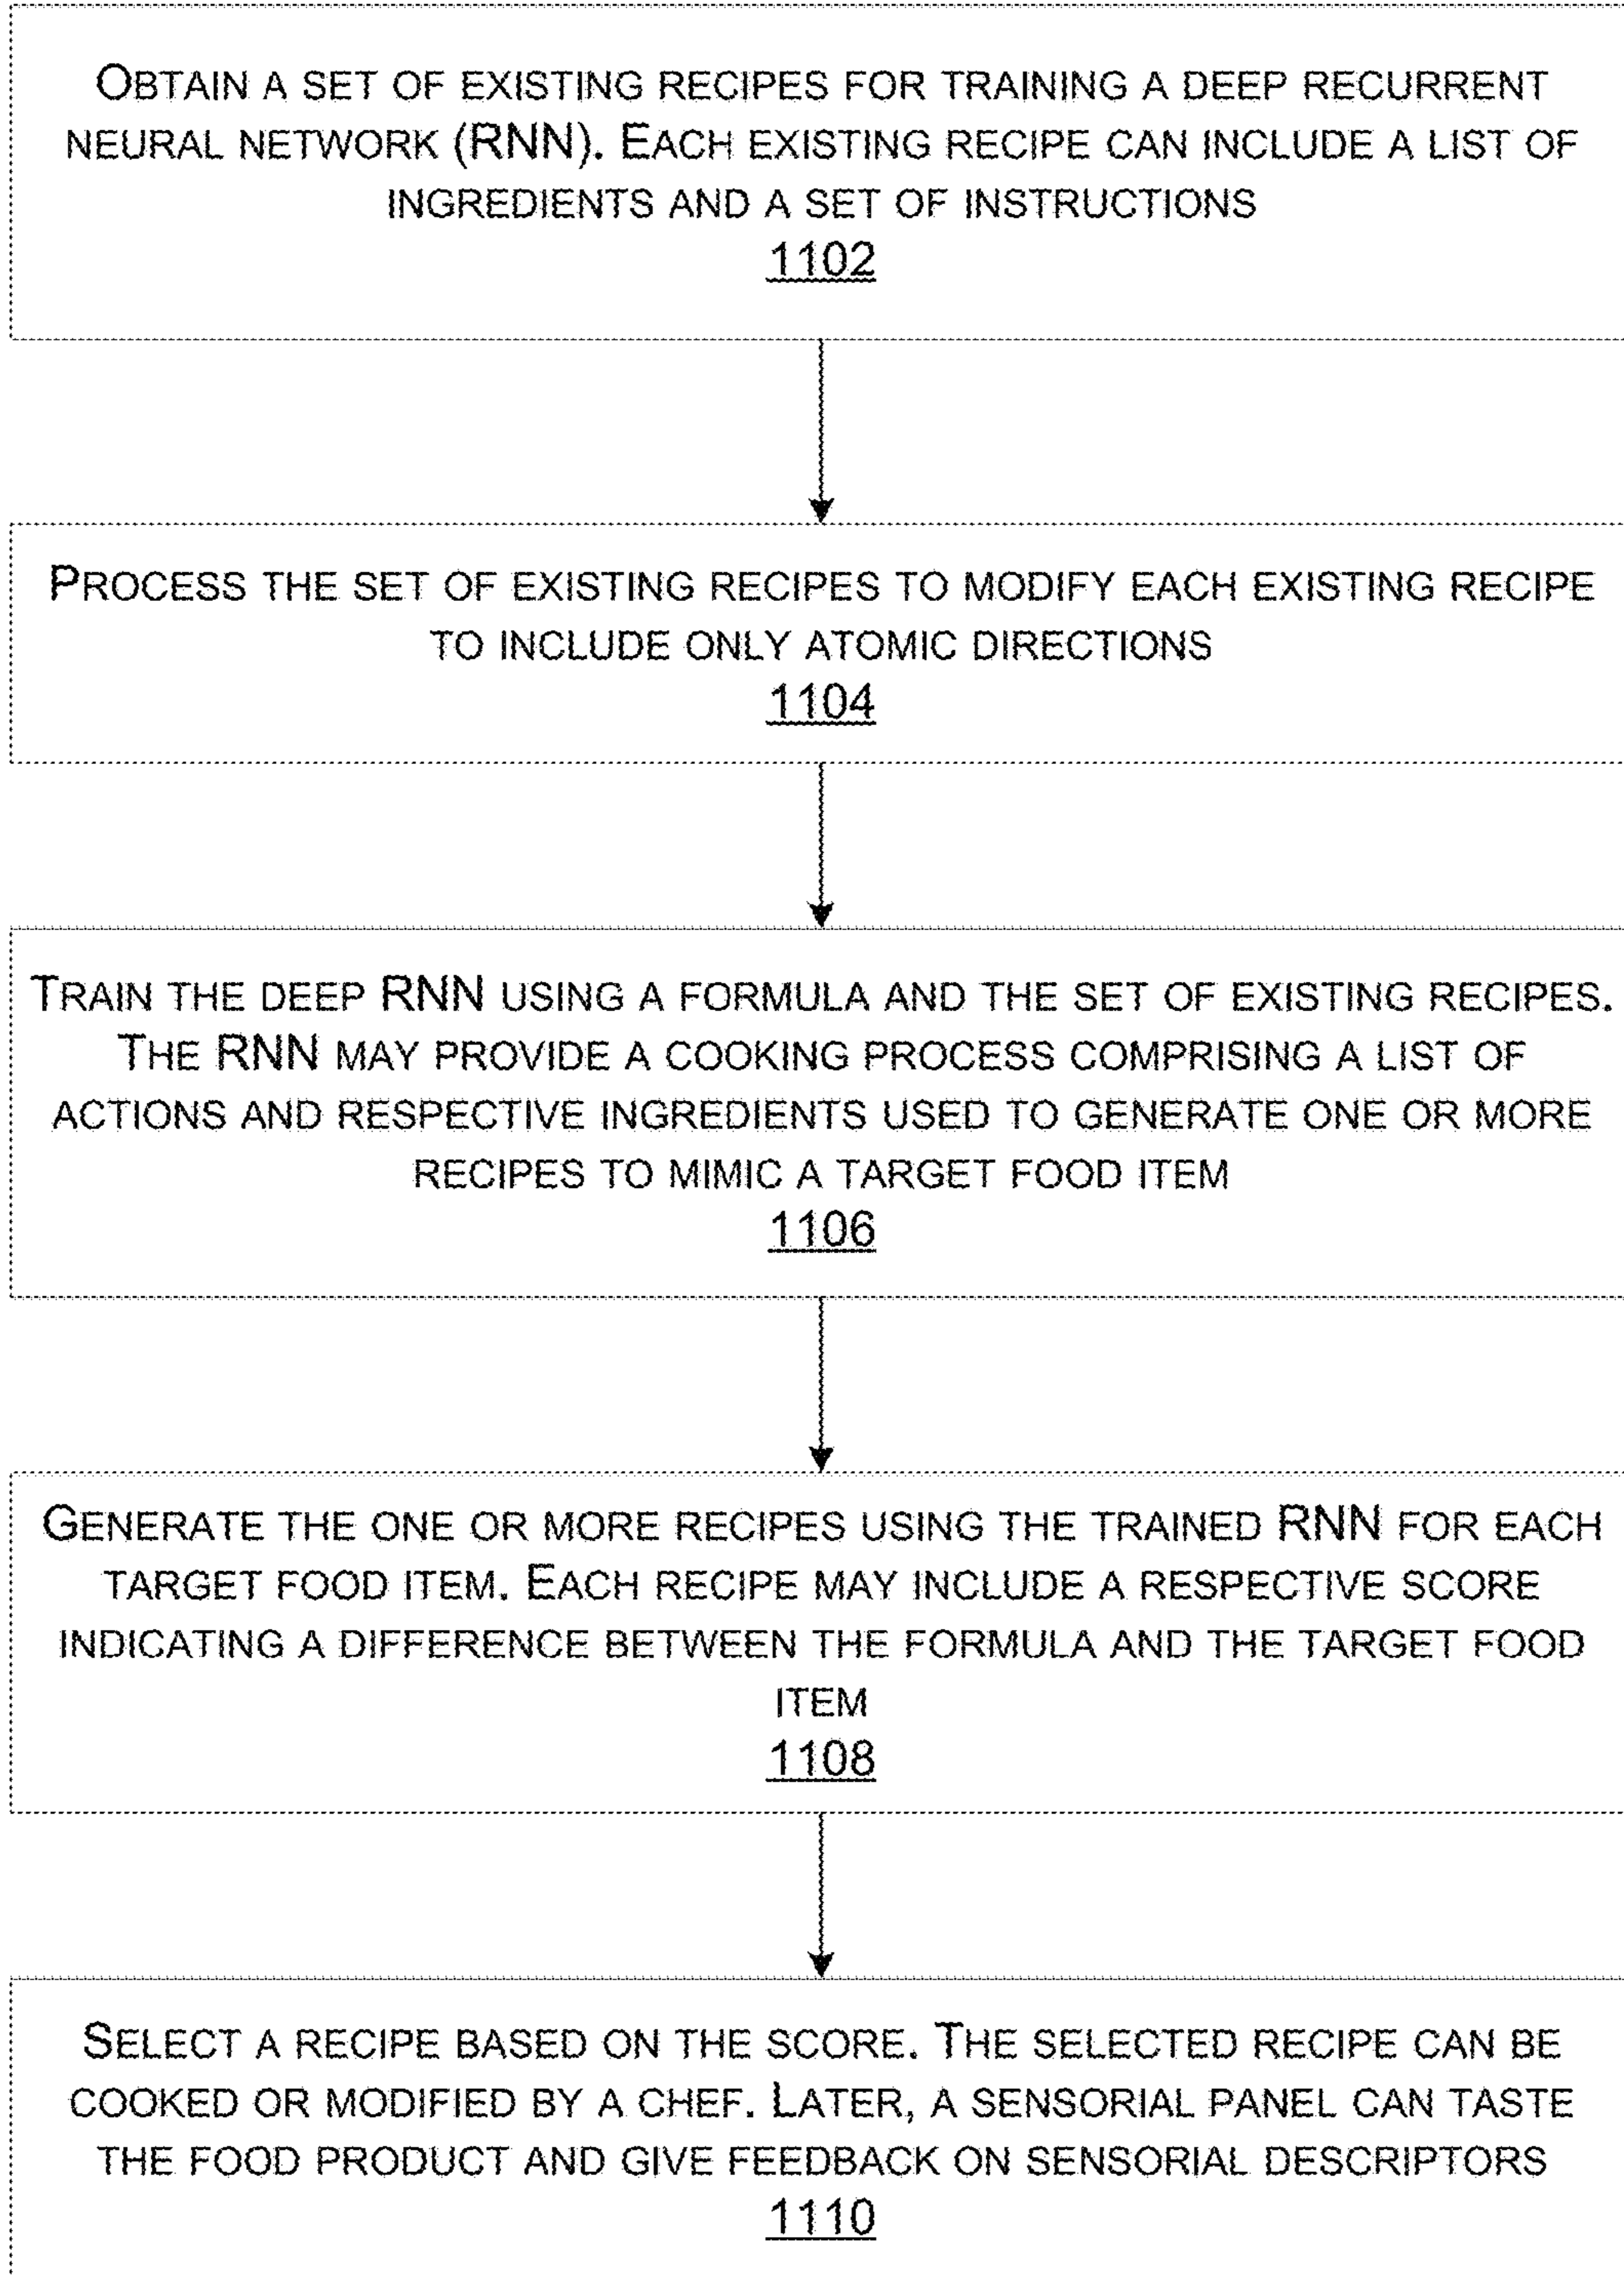 OBTAIN A SET OF EXISTING RECIPES FOR TRAINING A DEEP RECURRENT
NEURAL NETWORK (RNN). EACH EXISTING RECIPE CAN INCLUDE A LIST OF
INGREDIENTS AND A SET OF INSTRUCTIONS
1102
PROCESS THE SET OF EXISTING RECIPES TO MODIFY EACH EXISTING RECIPE
TO INCLUDE ONLY ATOMIC DIRECTIONS
1104
TRAIN THE DEEP RNN USING A FORMULA AND THE SET OF EXISTING RECIPES.
THE RNN MAY PROVIDE A COOKING PROCESS COMPRISING A LIST OF
ACTIONS AND RESPECTIVE INGREDIENTS USED TO GENERATE ONE OR MORE
RECIPES TO MIMIC A TARGET FOOD ITEM
1106
GENERATE THE ONE OR MORE RECIPES USING THE TRAINED RNN FOR EACH
TARGET FOOD ITEM. EACH RECIPE MAY INCLUDE A RESPECTIVE SCORE
INDICATING A DIFFERENCE BETWEEN THE FORMULA AND THE TARGET FOOD
ITEM
1108
SELECT A RECIPE BASED ON THE SCORE. THE SELECTED RECIPE CAN BE
COOKED OR MODIFIED BY A CHEF. LATER, A SENSORIAL PANEL CAN TASTE
THE FOOD PRODUCT AND GIVE FEEDBACK ON SENSORIAL DESCRIPTORS
1110